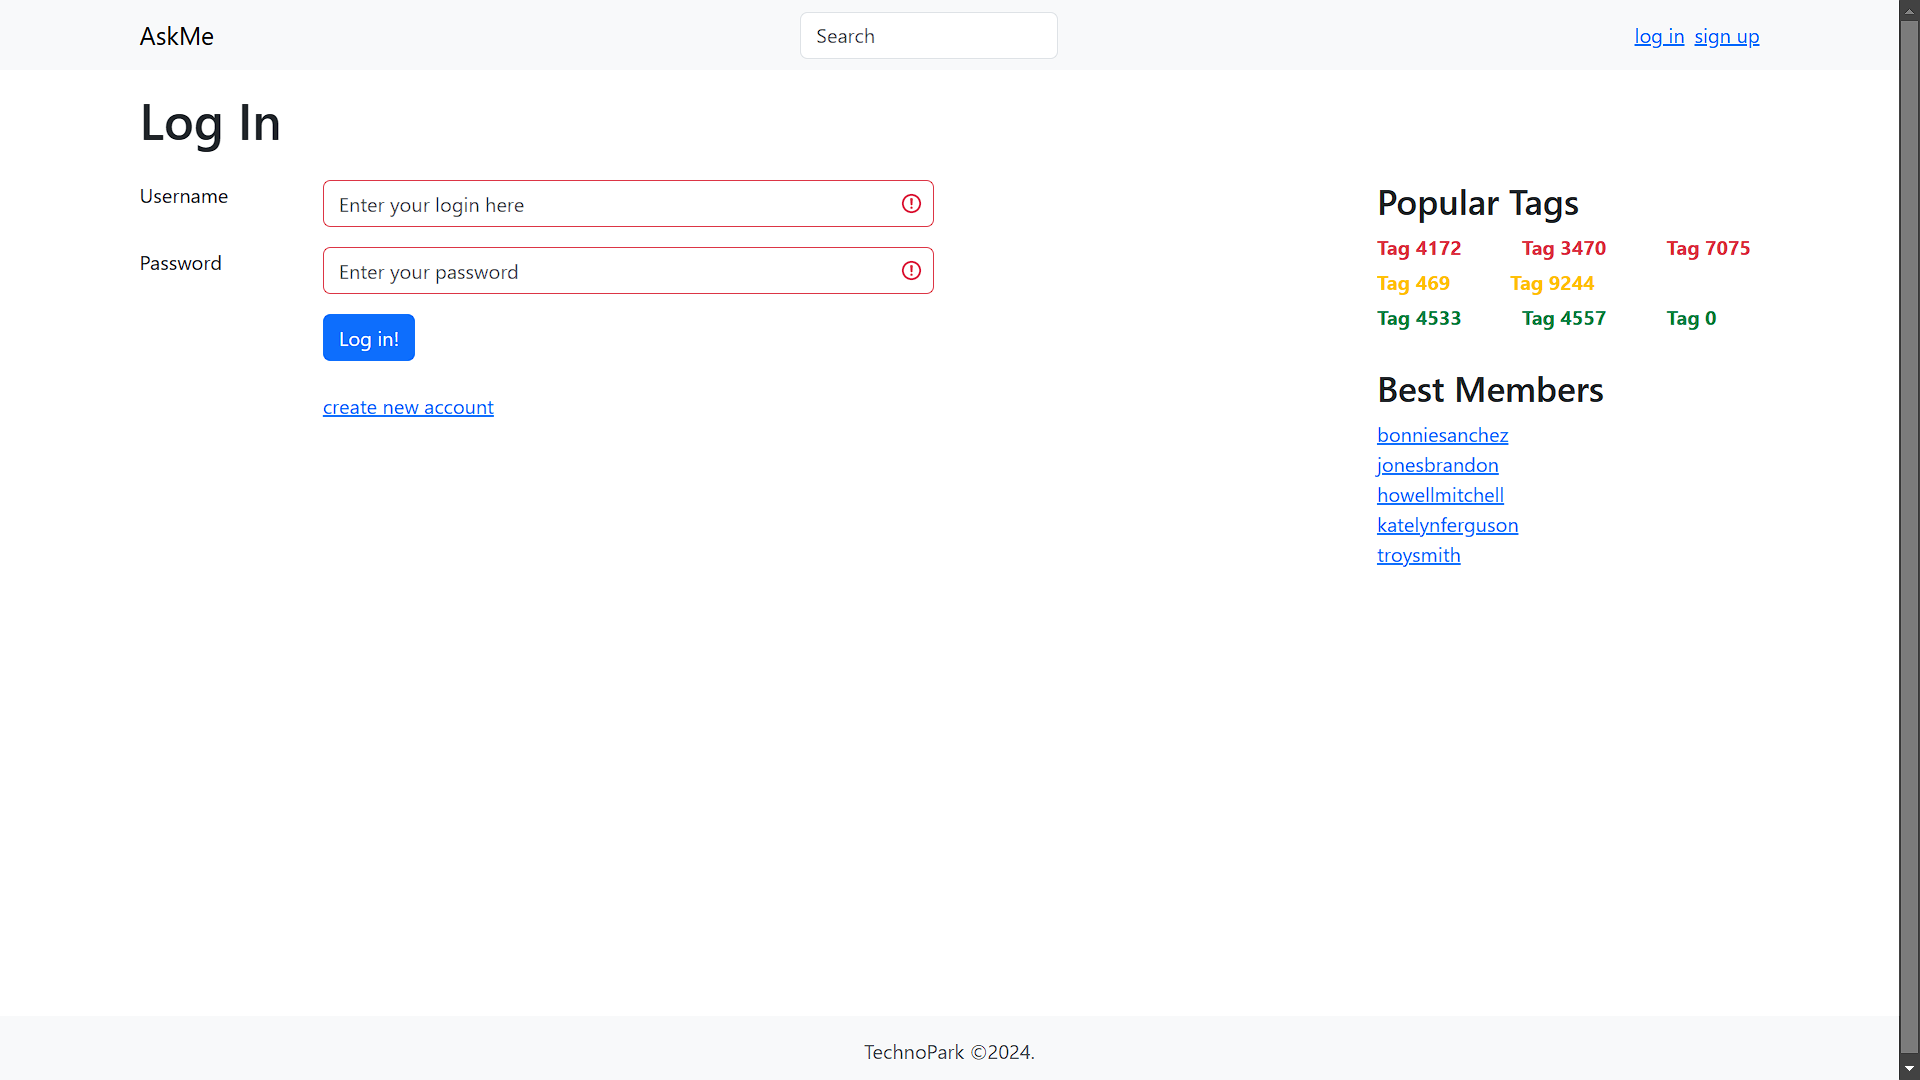 AskMe
Search
log in sign up
Log In
Username
Enter your login here
Password
Enter your password
Log in!
create new account
Popular Tags
Tag 4172 Tag 3470 Tag 7075
Tag 469 Tag 9244
Tag 4533 Tag 4557 Tag 0
Best Members
bonniesanchez
jonesbrandon
howellmitchell
katelynferguson
troysmith
TechnoPark ©2024.